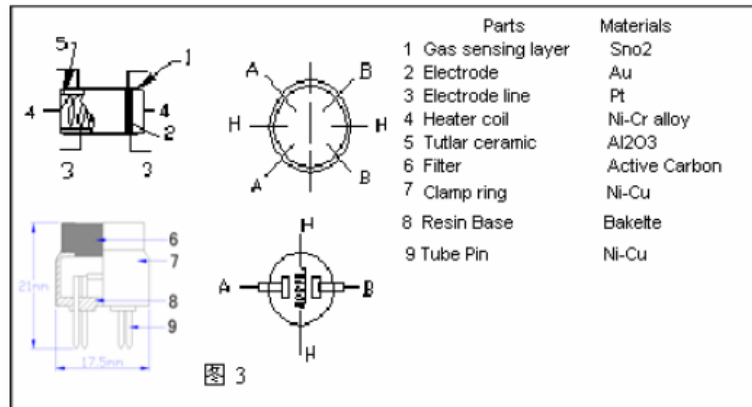 Parts Materials
1 Gas sensing layer Sno2
2 Electrode Au
3 Electrode line Pt
4 Heater coil Ni-Cr alloy
5 Tutlar ceramic Al2O3
6 Filter Active Carbon
7 Clamp ring Ni-Cu
8 Resin Base Bakette
9 Tube Pin Ni-Cu
5 1
4 4
2
3 3
A B
H H
A B
6
7
21mm
8
9
17.5mm
H
A B
H
图 3